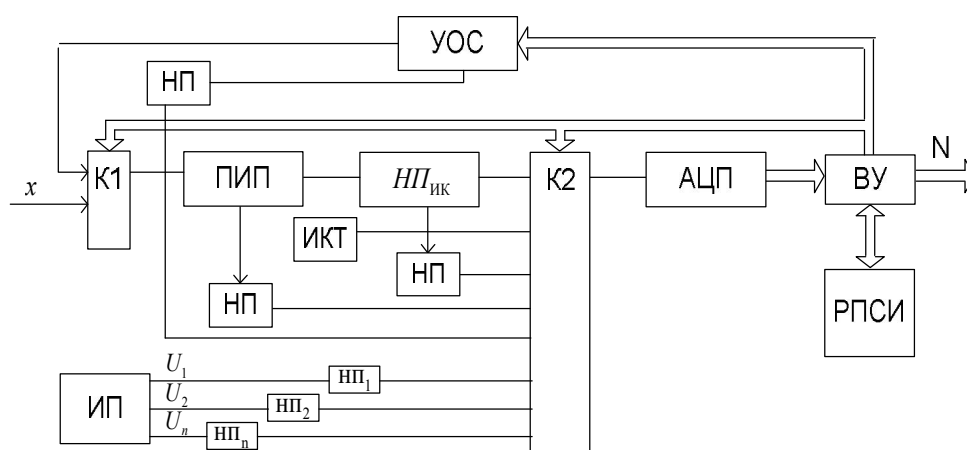 УОС
НП
N
К1
ПИП
НПИК
К2
АЦП
ВУ
x
ИКТ
НП
НП
РПСИ
ИП
U1
НП1
U2
НП2
Un
НПn